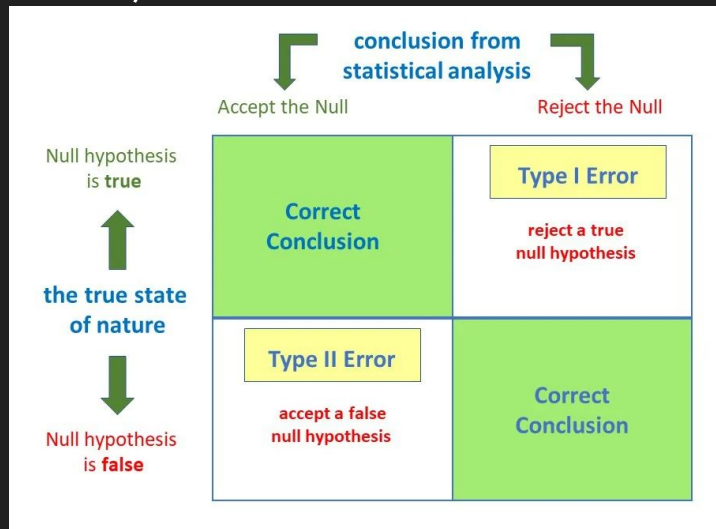 conclusion from
statistical analysis
Accept the Null
Reject the Null
Null hypothesis
is true
Correct
Conclusion
Type I Error
reject a true
null hypothesis
the true state
of nature
Type II Error
accept a false
null hypothesis
Correct
Conclusion
Null hypothesis
is false